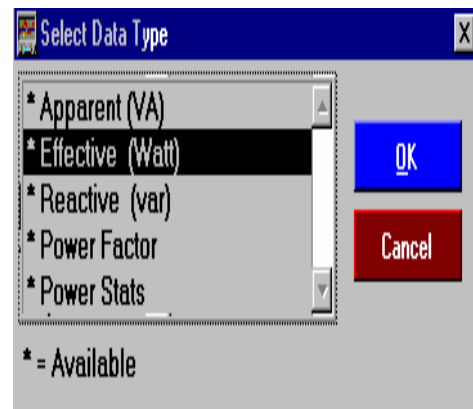 Select Data Type
* Apparent (VA)
* Effective (Watt)
* Reactive (var)
* Power Factor
* Power Stats
OK
Cancel
* = Available